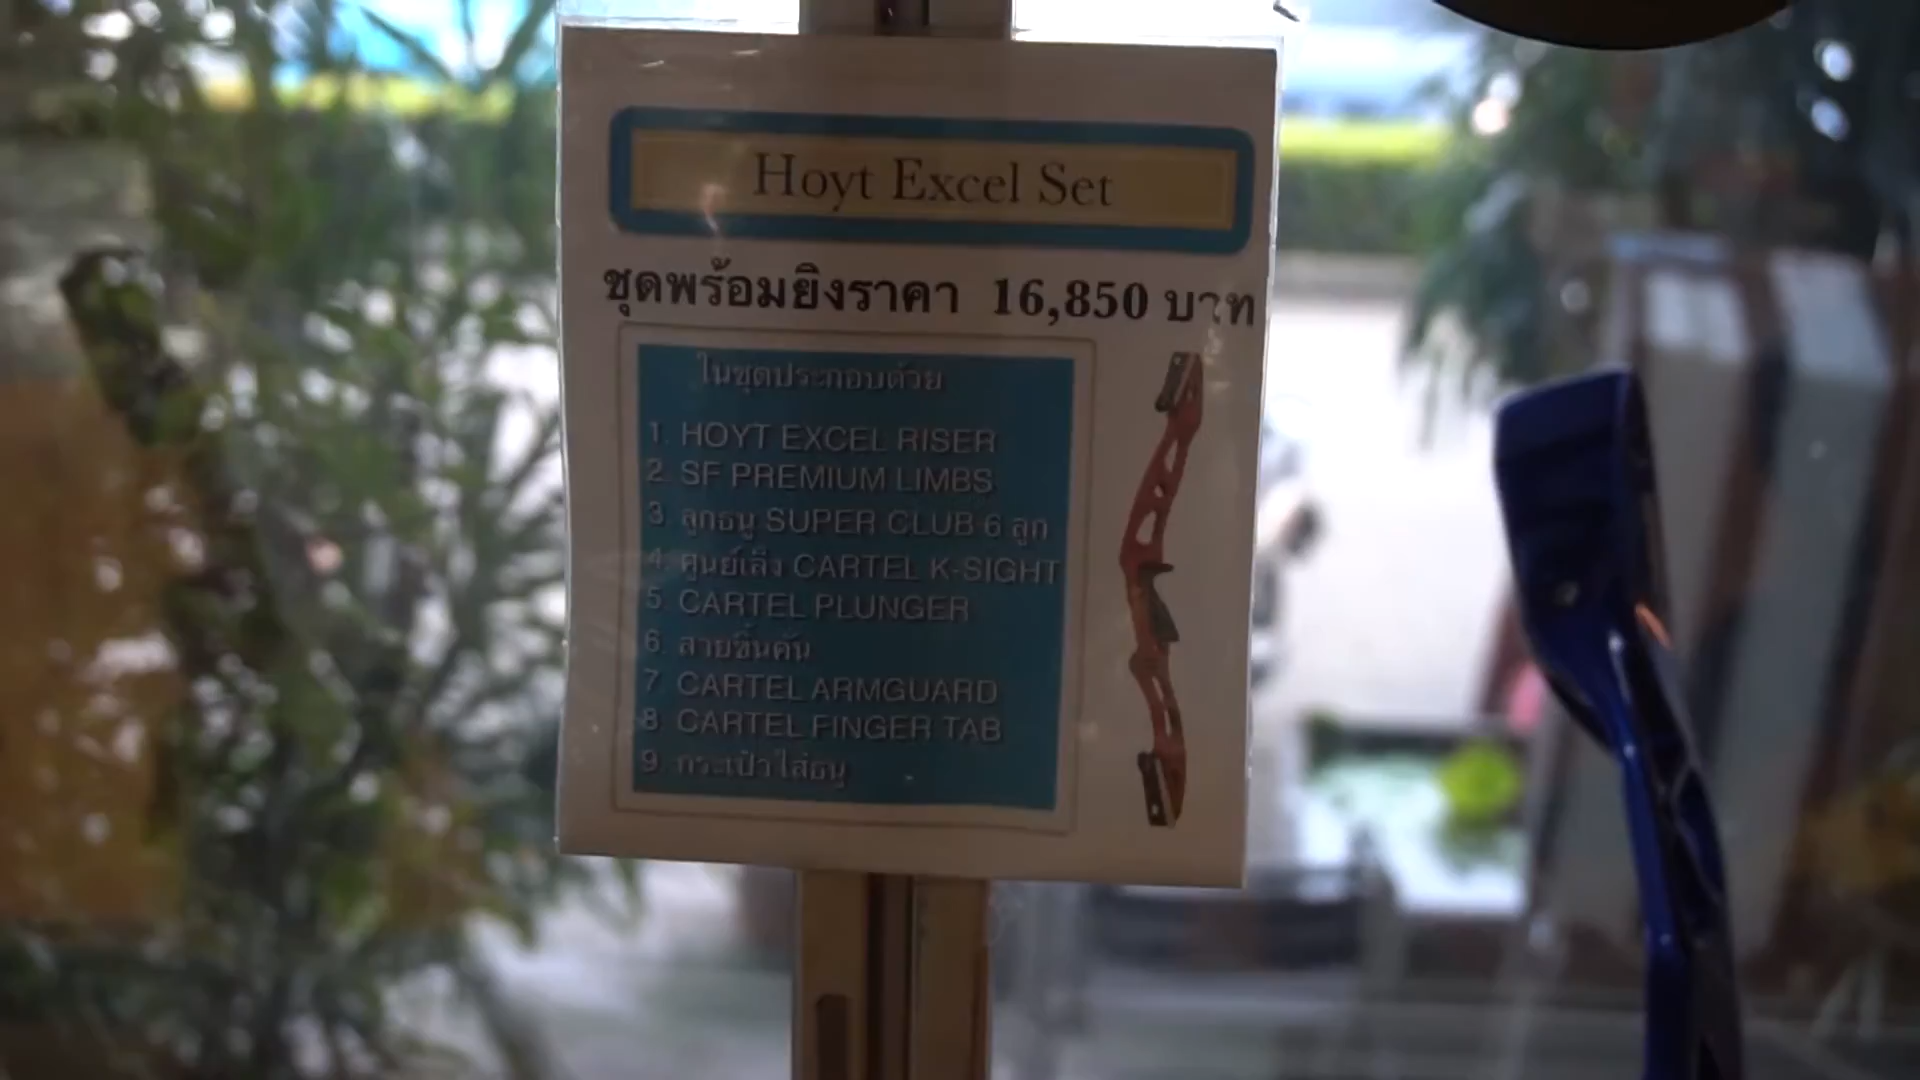 Hoyt Excel Set
ชุดพร้อมยิงราคา 16,850 บาท
ในชุดประกอบด้วย
1. HOYT EXCEL RISER
2. SF PREMIUM LIMBS
3. ลูกธนู SUPER CLUB 6 ลูก
4. ศูนย์เล็ง CARTEL K-SIGHT
5. CARTEL PLUNGER
6. สายขึ้นคัน
7. CARTEL ARMGUARD
8. CARTEL FINGER TAB
9. กระเป๋าใส่ธนู